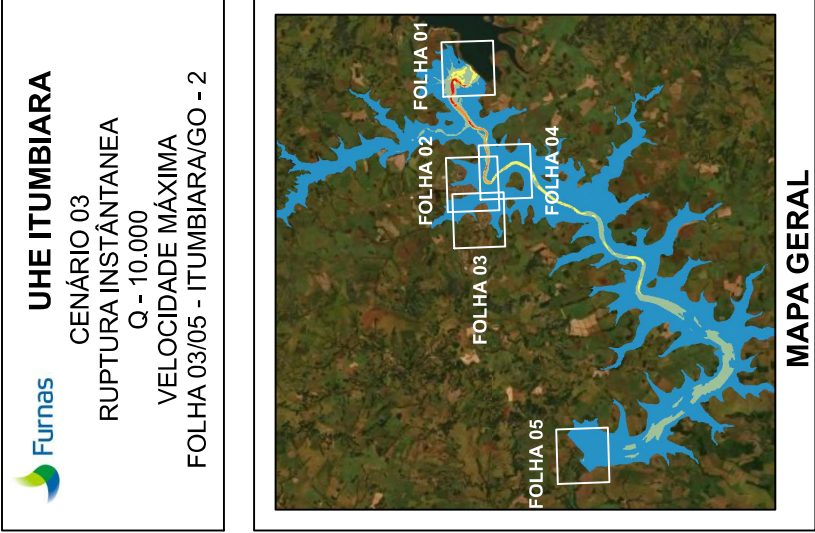 UHE ITUMBIARA
Furnas
CENÁRIO 03
RUPTURA INSTÂNTANEA
Q - 10.000
VELOCIDADE MÁXIMA
FOLHA 03/05 - ITUMBIARA/GO - 2
FOLHA 01
FOLHA 02
FOLHA 04
FOLHA 03
FOLHA 05
MAPA GERAL